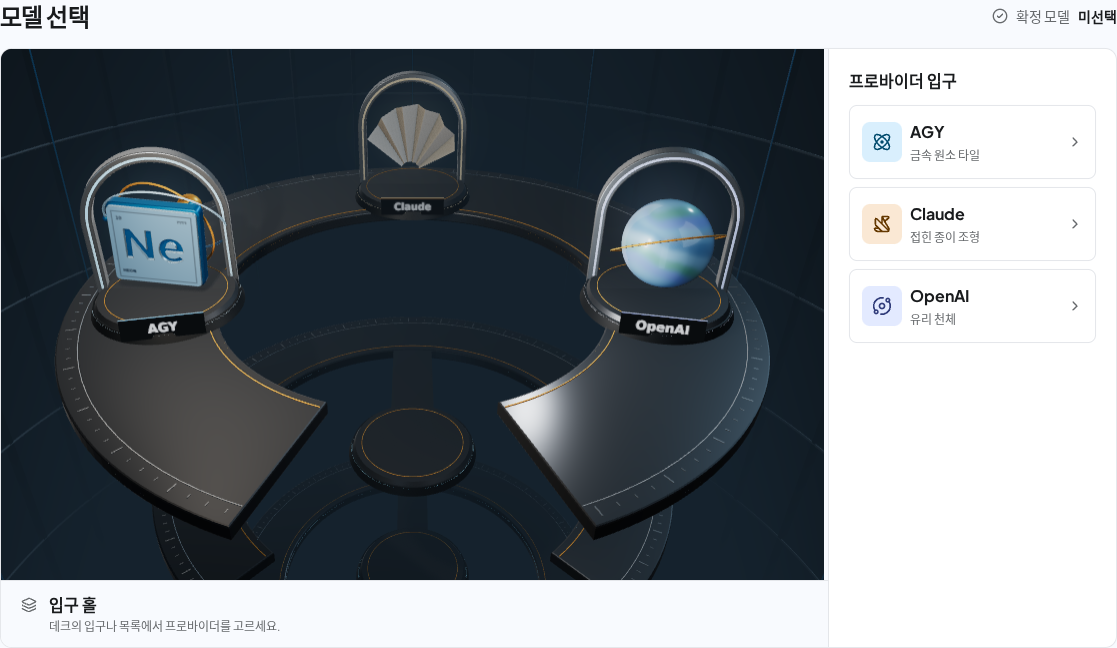 모델 선택
확정 모델 미선택
Claude
Ne
AGY
OpenAI
프로바이더 입구
AGY
금속 원소 타일
Claude
접힌 종이 조형
OpenAI
유리 천체
입구 홀
데크의 입구나 목록에서 프로바이더를 고르세요.